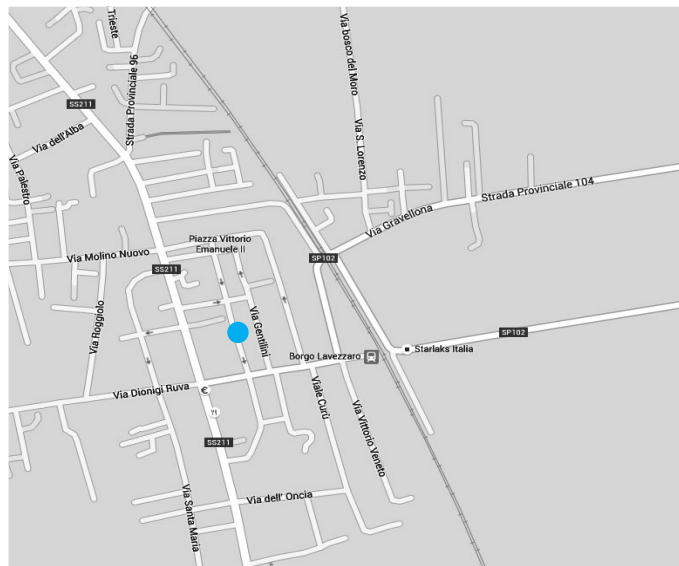 Trieste
Strada Provinciale 96
SS211
Via dell'Alba
Via Palestro
Via bosco del Moro
Via S. Lorenzo
Strada Provinciale 104
Via Gravellona
Piazza Vittorio
Emanuele II
Via Molino Nuovo
SS211
SP102
Via Roggiolo
Via Gentilini
SP102
Starlaks Italia
Borgo Lavezzaro
Via Dionigi Ruva
€
Viale Curù
Via Vittorio Veneto
SS211
Via dell' Oncia
Via Santa Maria